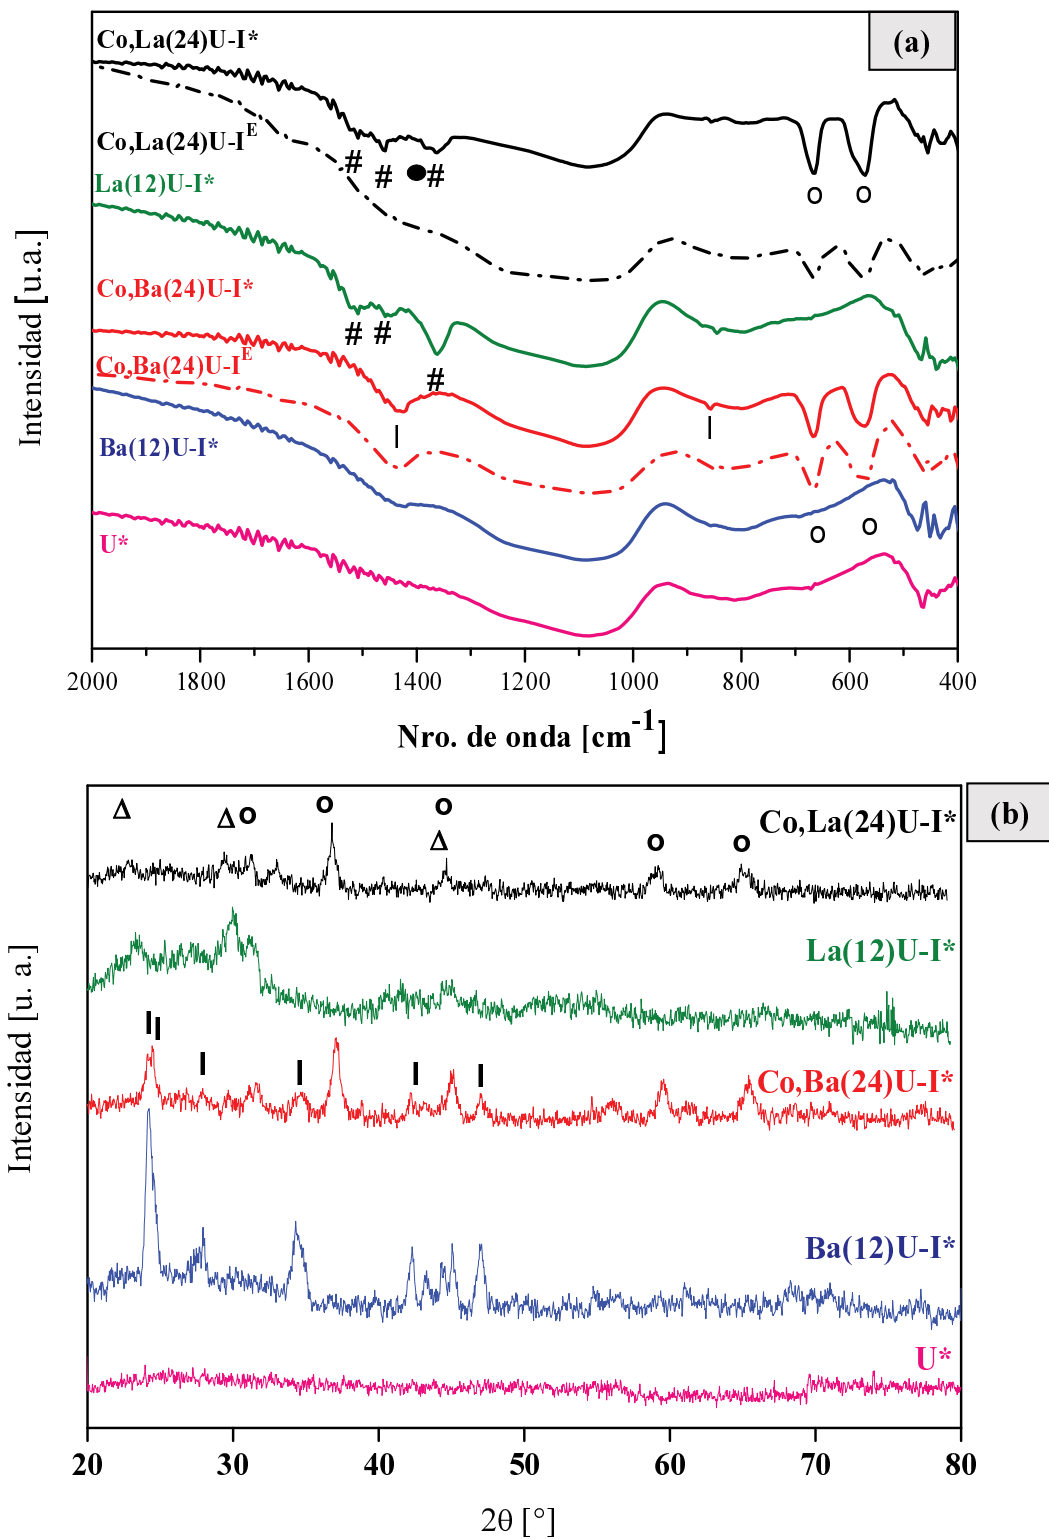 (a)
Co,La(24)U-I*
Co,La(24)U-I^E
# # ● #
La(12)U-I*
o o
Co,Ba(24)U-I*
# #
Co,Ba(24)U-I^E
#
| |
Ba(12)U-I*
o o
U*
Intensidad [u.a.]
2000 1800 1600 1400 1200 1000 800 600 400
Nro. de onda [cm^-1]
(b)
Δ Δ o o o Δ o o
Co,La(24)U-I*
La(12)U-I*
| | | | | |
Co,Ba(24)U-I*
Ba(12)U-I*
U*
Intensidad [u. a.]
20 30 40 50 60 70 80
2θ [°]